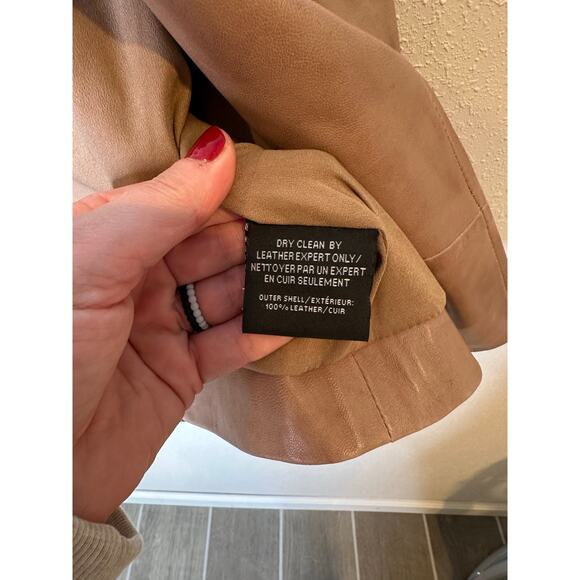 DRY CLEAN BY
LEATHER EXPERT ONLY/
NETTOYER PAR UN EXPERT
EN CUIR SEULEMENT
OUTER SHELL/EXTÉRIEUR:
100% LEATHER/CUIR